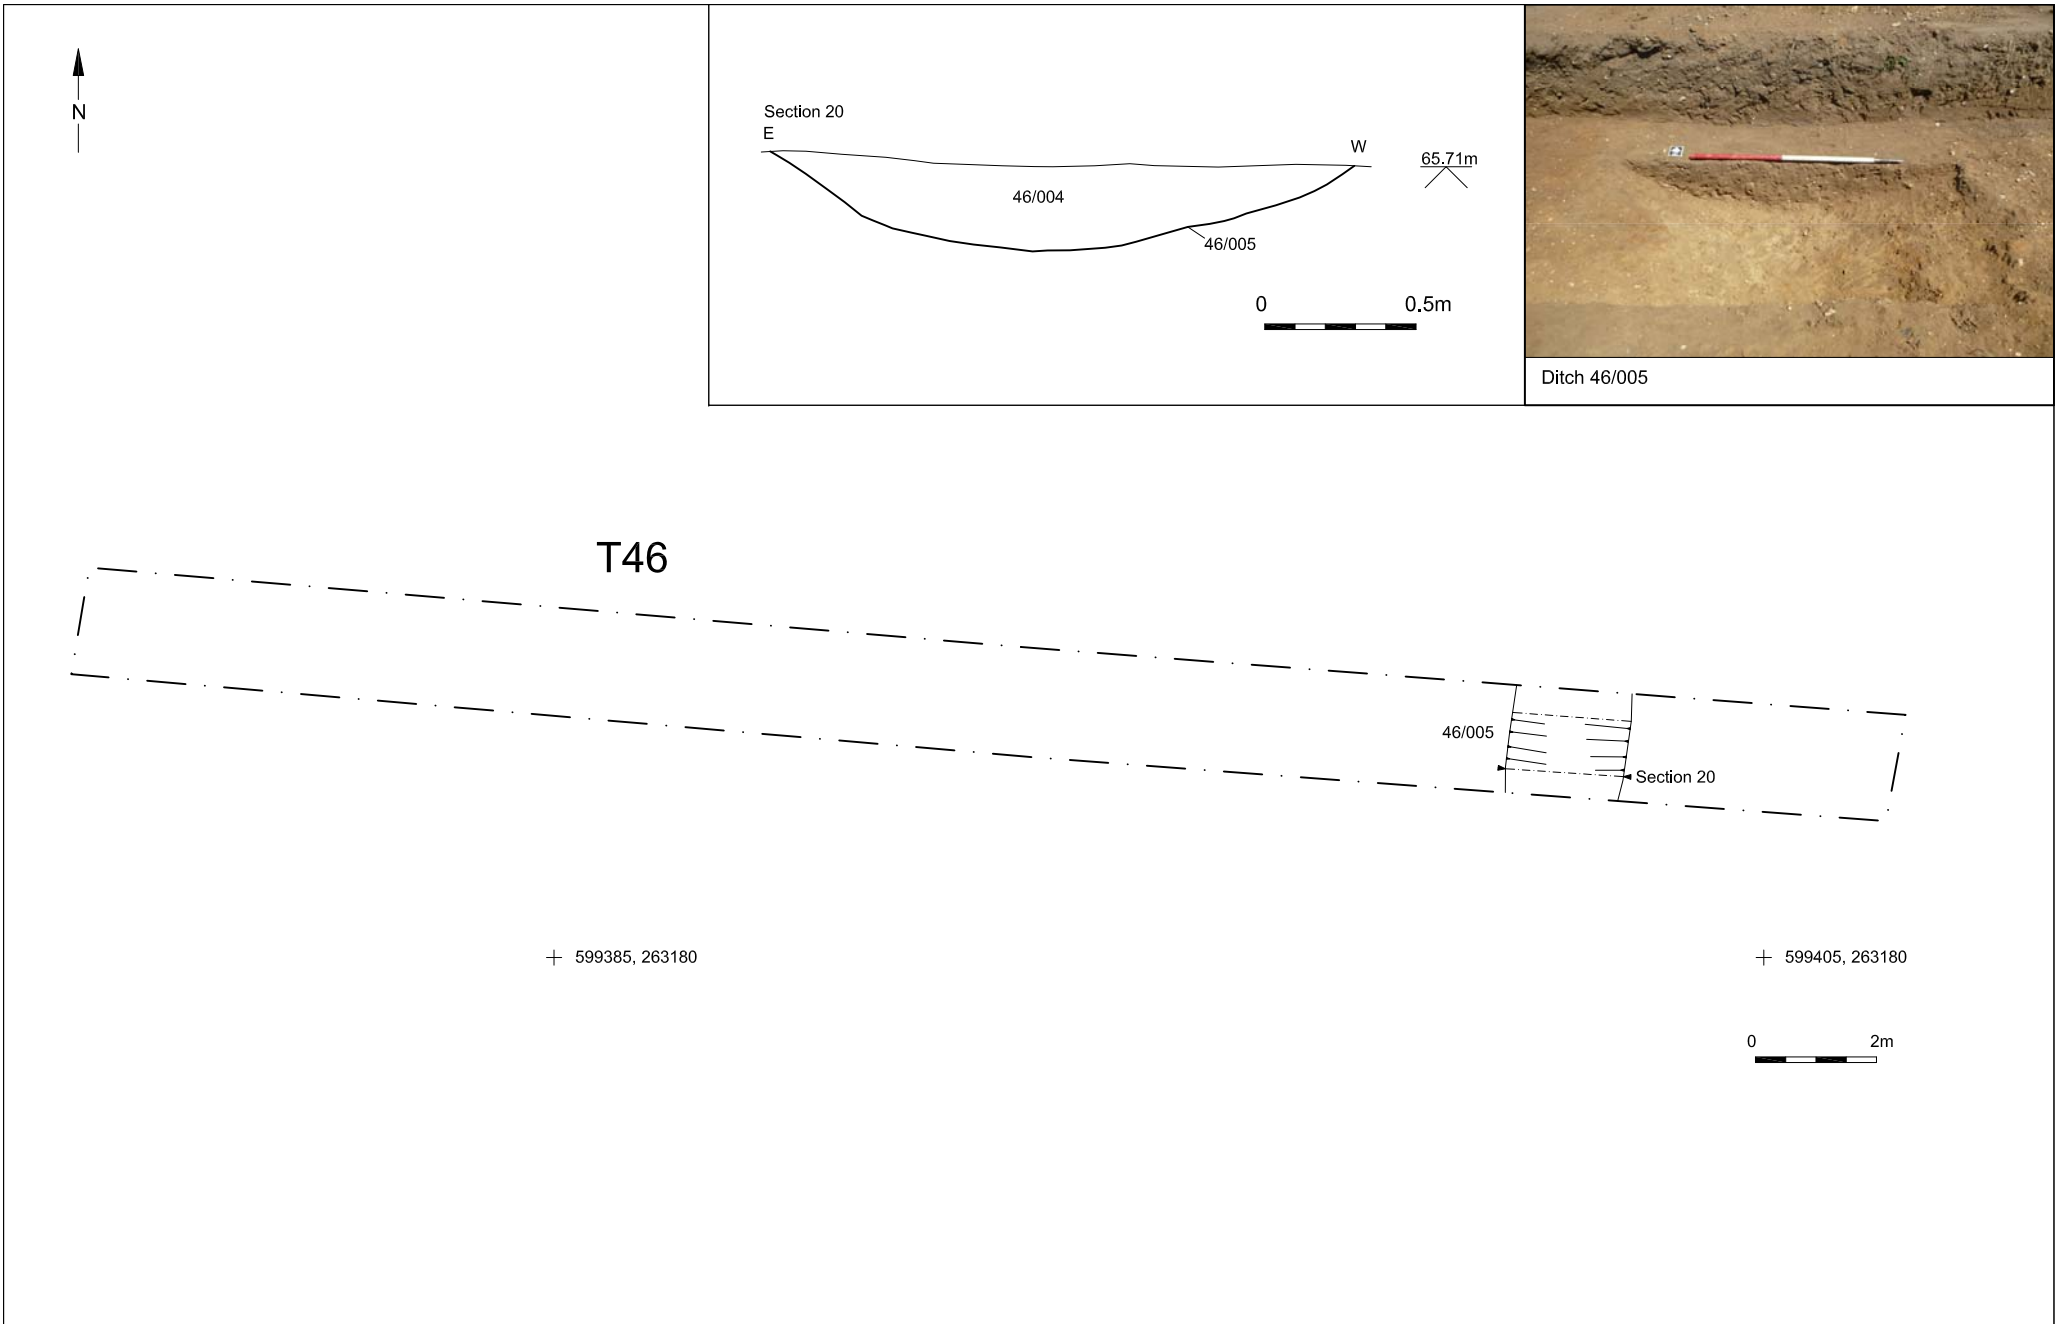 N
Section 20
E
W
65.71m
46/004
46/005
0 0.5m
Ditch 46/005
T46
46/005
Section 20
599385, 263180
599405, 263180
0 2m